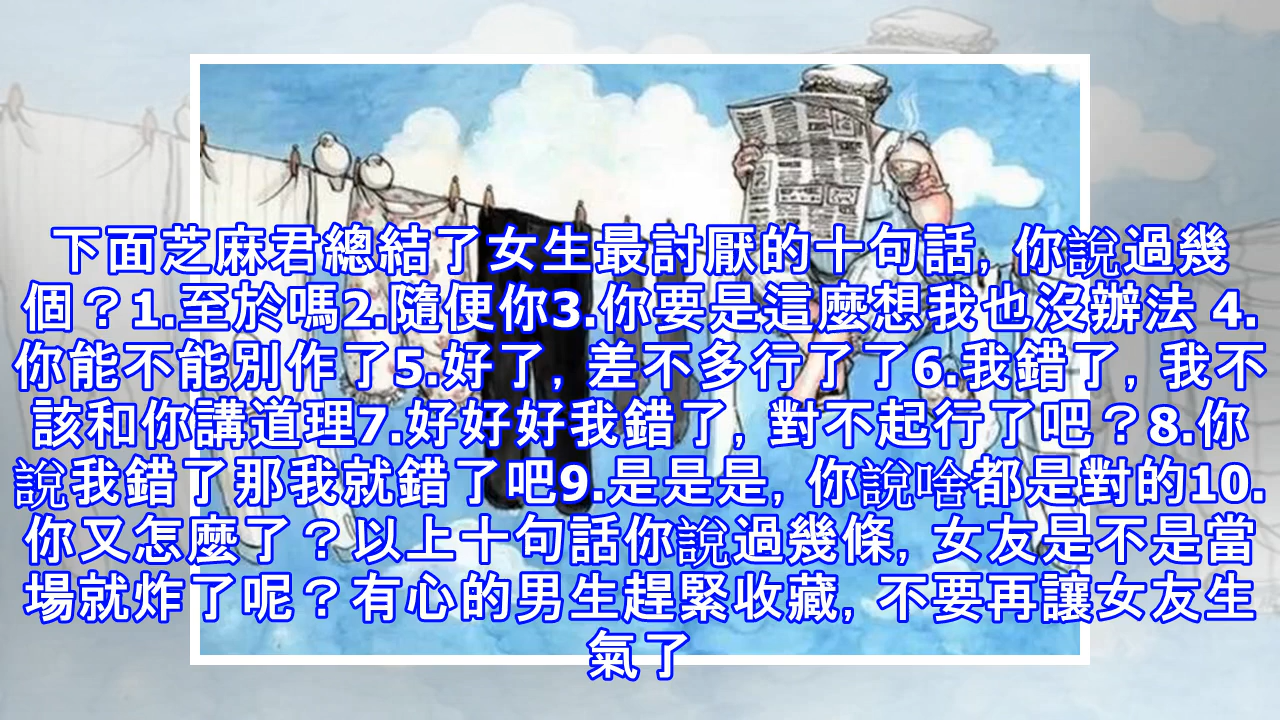 下面芝麻君總結了女生最討厭的十句話, 你說過幾
個？1.至於嗎2.隨便你3.你要是這麼想我也沒辦法 4.
你能不能別作了5.好了, 差不多行了了6.我錯了, 我不
該和你講道理7.好好好我錯了, 對不起行了吧？8.你
說我錯了那我就錯了吧9.是是是, 你說啥都是對的10.
你又怎麼了？以上十句話你說過幾條, 女友是不是當
場就炸了呢？有心的男生趕緊收藏, 不要再讓女友生
氣了